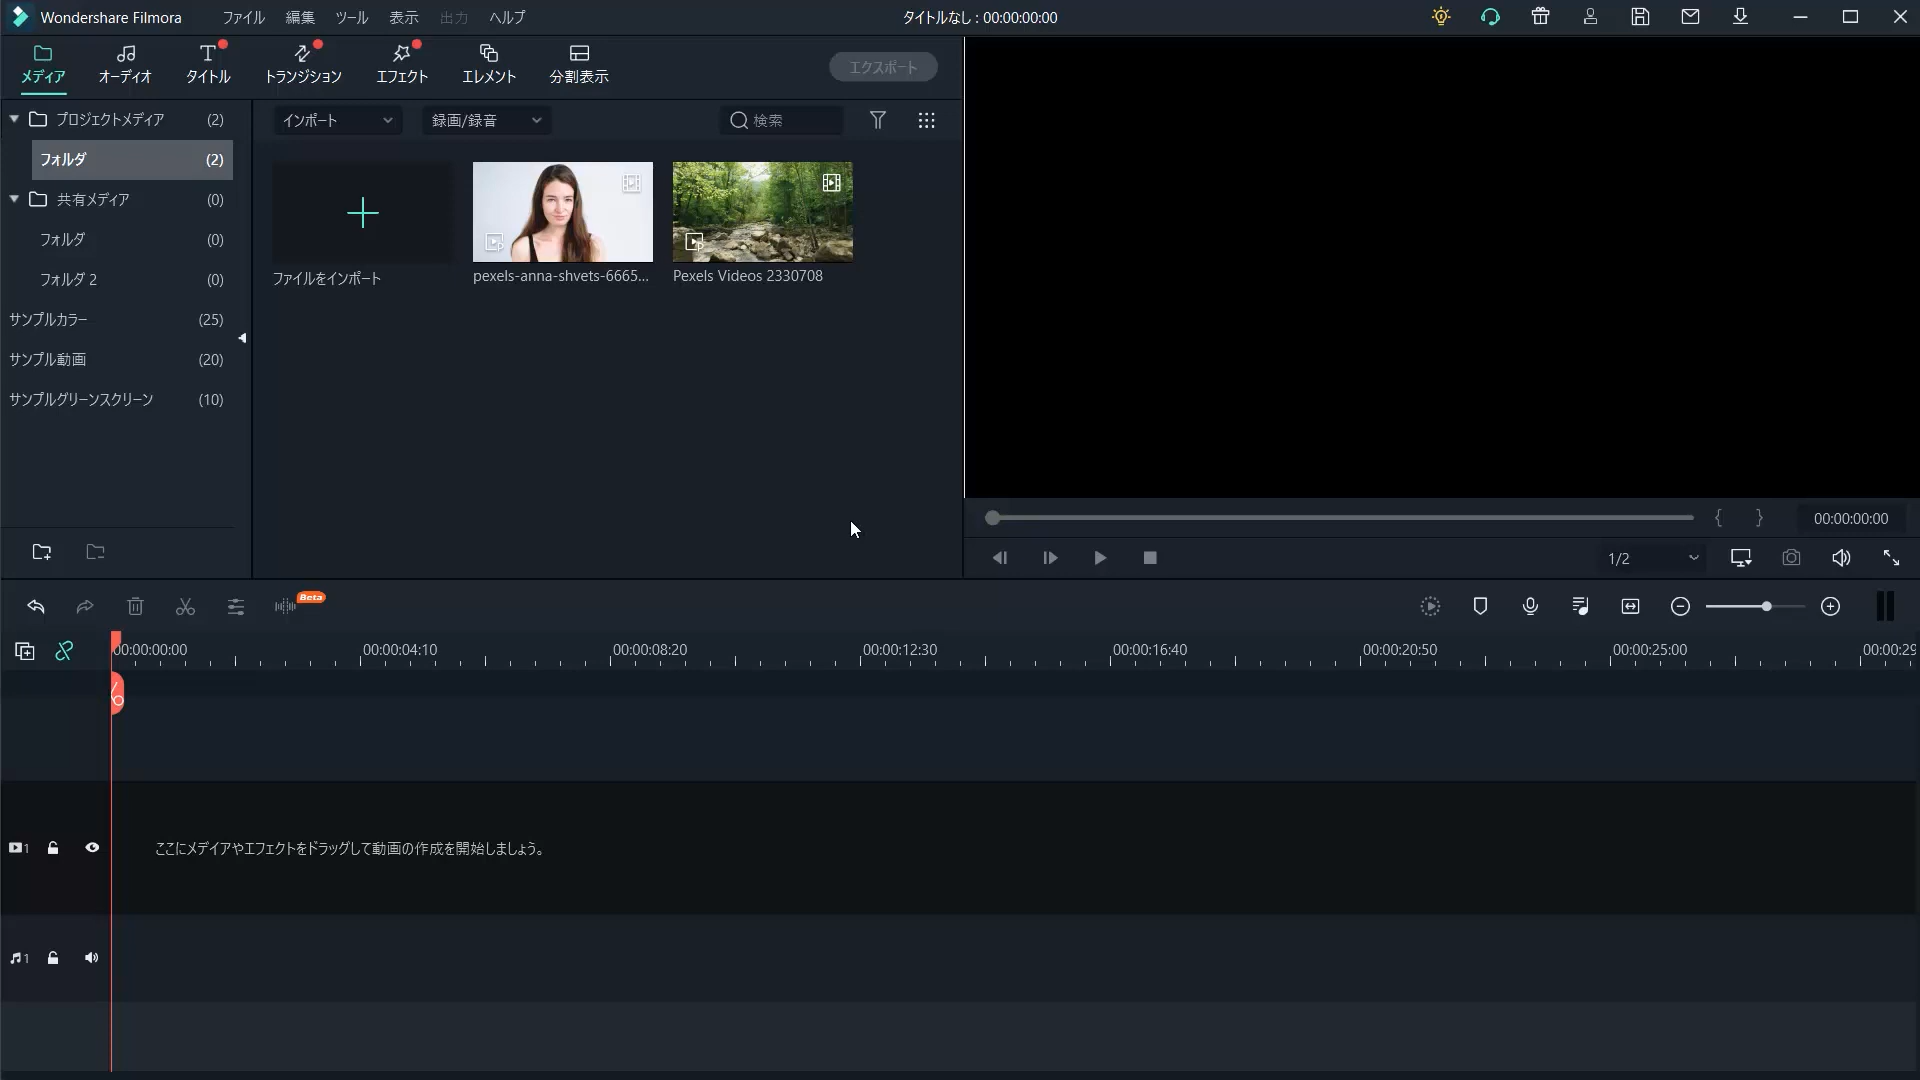 Wondershare Filmora ファイル 編集 ツール 表示 出力 ヘルプ タイトルなし : 00:00:00:00
メディア オーディオ タイトル トランジション エフェクト エレメント 分割表示 エクスポート
プロジェクトメディア (2) インポート 録画/録音 検索
フォルダ (2)
共有メディア (0)
フォルダ (0)
フォルダ 2 (0)
サンプルカラー (25)
サンプル動画 (20)
サンプルグリーンスクリーン (10)
ファイルをインポート pexels-anna-shvets-6665... Pexels Videos 2330708
{ } 00:00:00:00
1/2
Beta
00:00:00:00 00:00:04:10 00:00:08:20 00:00:12:30 00:00:16:40 00:00:20:50 00:00:25:00 00:00:29
1 ここにメデイアやエフェクトをドラッグして動画の作成を開始しましょう。
1